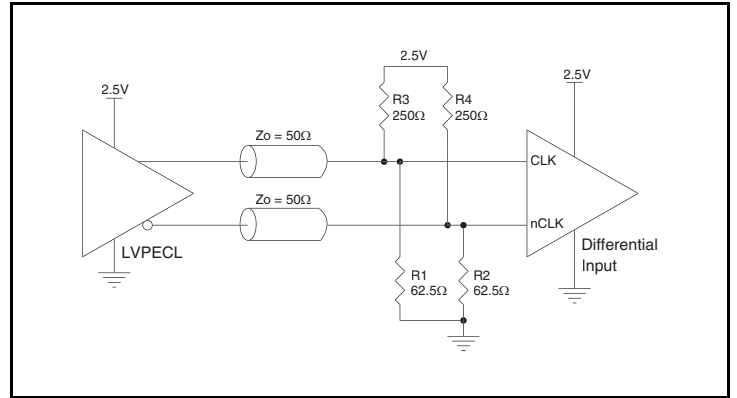 2.5V
2.5V
2.5V
R3
250Ω
R4
250Ω
Zo = 50Ω
CLK
Zo = 50Ω
nCLK
LVPECL
Differential
Input
R1
62.5Ω
R2
62.5Ω